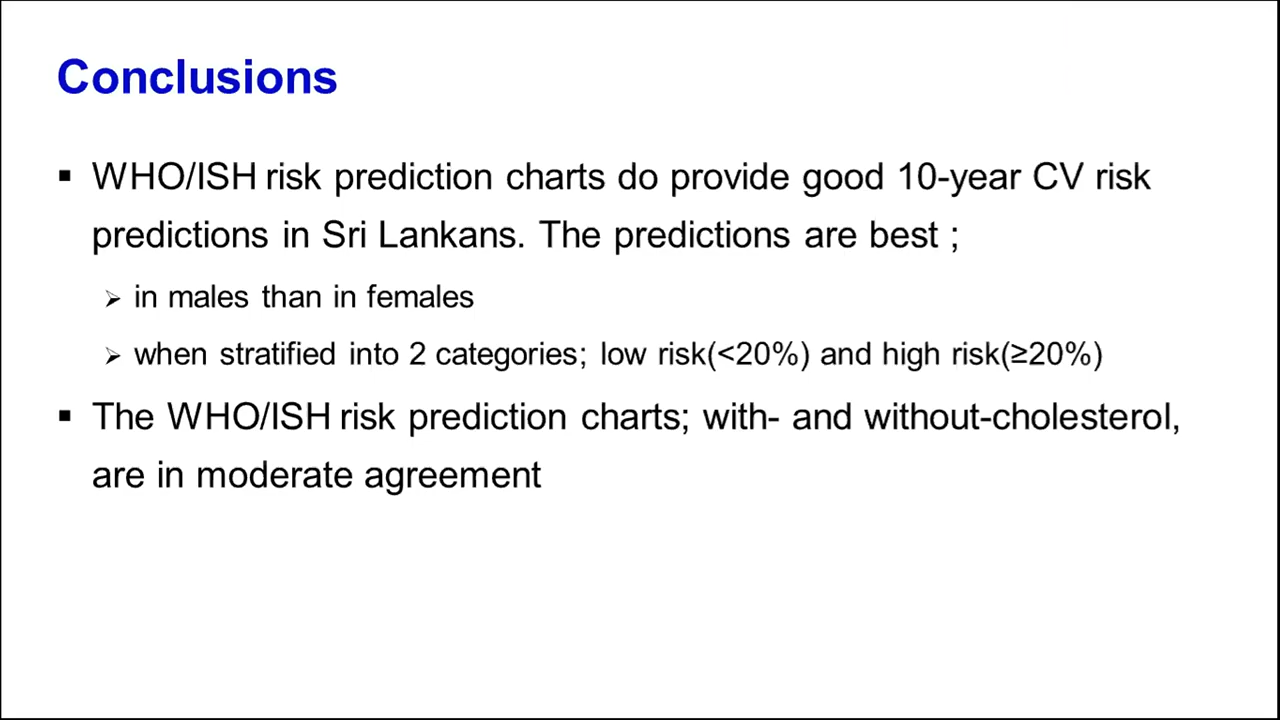 Conclusions
▪ WHO/ISH risk prediction charts do provide good 10-year CV risk
predictions in Sri Lankans. The predictions are best ;
➢ in males than in females
➢ when stratified into 2 categories; low risk(<20%) and high risk(≥20%)
▪ The WHO/ISH risk prediction charts; with- and without-cholesterol,
are in moderate agreement